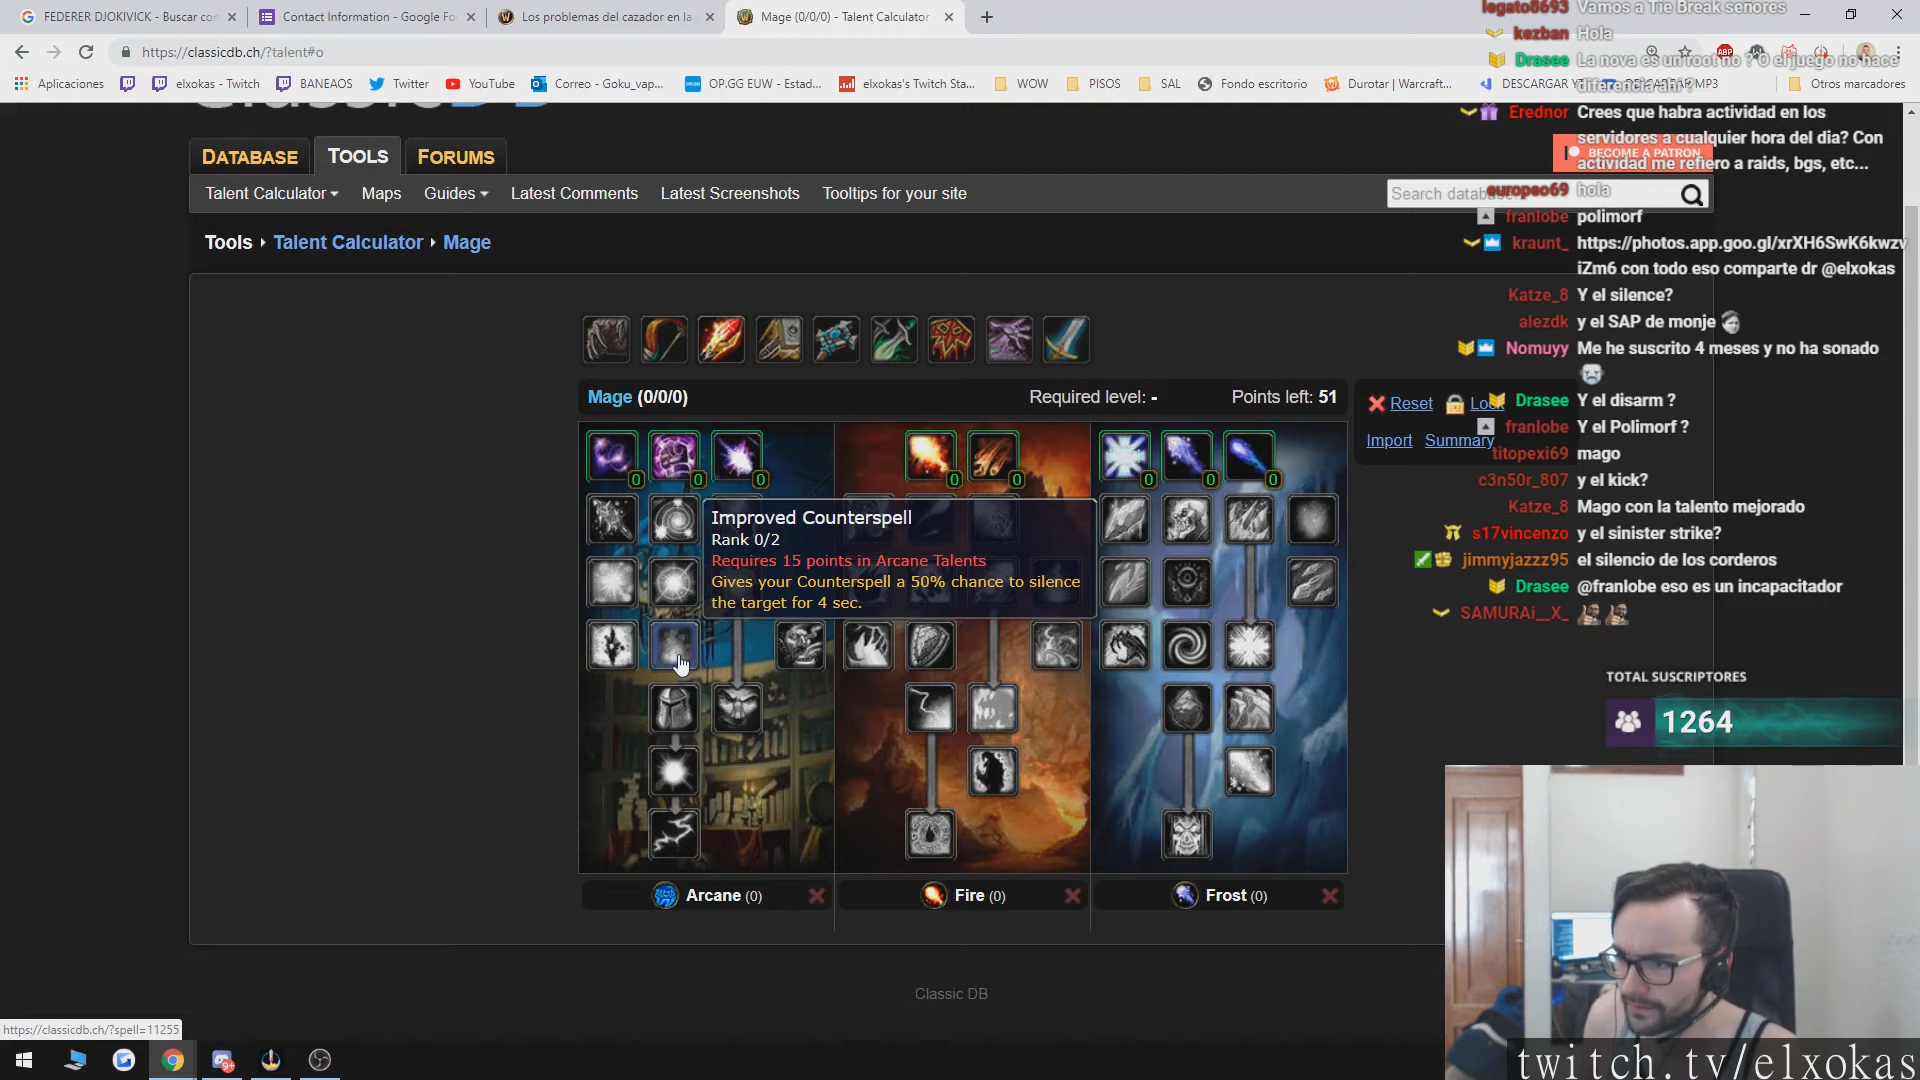 FEDERER DJOKIVICK - Buscar con
Contact Information - Google Fo
Los problemas del cazador en la
Mage (0/0/0) - Talent Calculator
https://classicdb.ch/?talent#o
Aplicaciones
elxokas - Twitch
BANEAOS
Twitter
YouTube
Correo - Goku_vap...
OP.GG EUW - Estad...
elxokas's Twitch Sta...
WOW
PISOS
SAL
Fondo escritorio
Durotar | Warcraft...
Otros marcadores
DATABASE
TOOLS
FORUMS
BECOME A PATRON
Talent Calculator
Maps
Guides
Latest Comments
Latest Screenshots
Tooltips for your site
Search
Tools
Talent Calculator
Mage
Mage (0/0/0)
Required level: -
Points left: 51
Reset
Import
Summary
0
0
0
0
0
0
0
0
Improved Counterspell
Rank 0/2
Requires 15 points in Arcane Talents
Gives your Counterspell a 50% chance to silence
the target for 4 sec.
Arcane (0)
Fire (0)
Frost (0)
Classic DB
https://classicdb.ch/?spell=11255
legato8693 Vamos a Tie Break señores
kezban Hola
Drasee La nova es un root no ? O el juego no hace
diferencia ahí ?
Erednor Crees que habra actividad en los
servidores a cualquier hora del dia? Con
actividad me refiero a raids, bgs, etc...
europeo69 hola
franlobe polimorf
kraunt_ https://photos.app.goo.gl/xrXH6SwK6kwzv
iZm6 con todo eso comparte dr @elxokas
Katze_8 Y el silence?
alezdk y el SAP de monje
Nomuyy Me he suscrito 4 meses y no ha sonado
Drasee Y el disarm ?
franlobe Y el Polimorf ?
titopexi69 mago
c3n50r_807 y el kick?
Katze_8 Mago con la talento mejorado
s17vincenzo y el sinister strike?
jimmyjazzz95 el silencio de los corderos
Drasee @franlobe eso es un incapacitador
SAMURAi__X_
TOTAL SUSCRIPTORES
1264
twitch.tv/elxokas